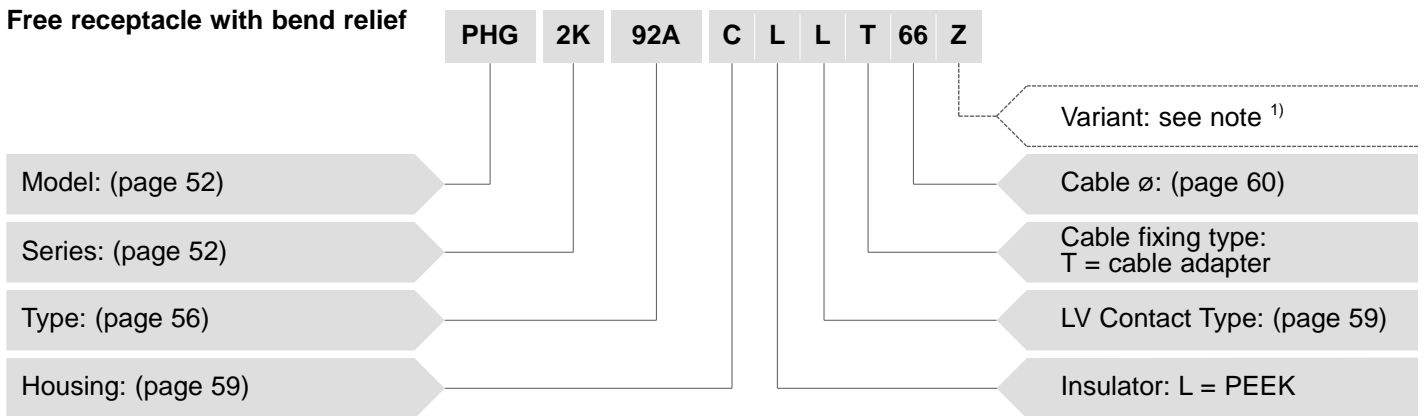 Free receptacle with bend relief
PHG 2K 92A C L L T 66 Z
Variant: see note 1)
Model: (page 52)
Cable ø: (page 60)
Series: (page 52)
Cable fixing type:
T = cable adapter
Type: (page 56)
LV Contact Type: (page 59)
Housing: (page 59)
Insulator: L = PEEK